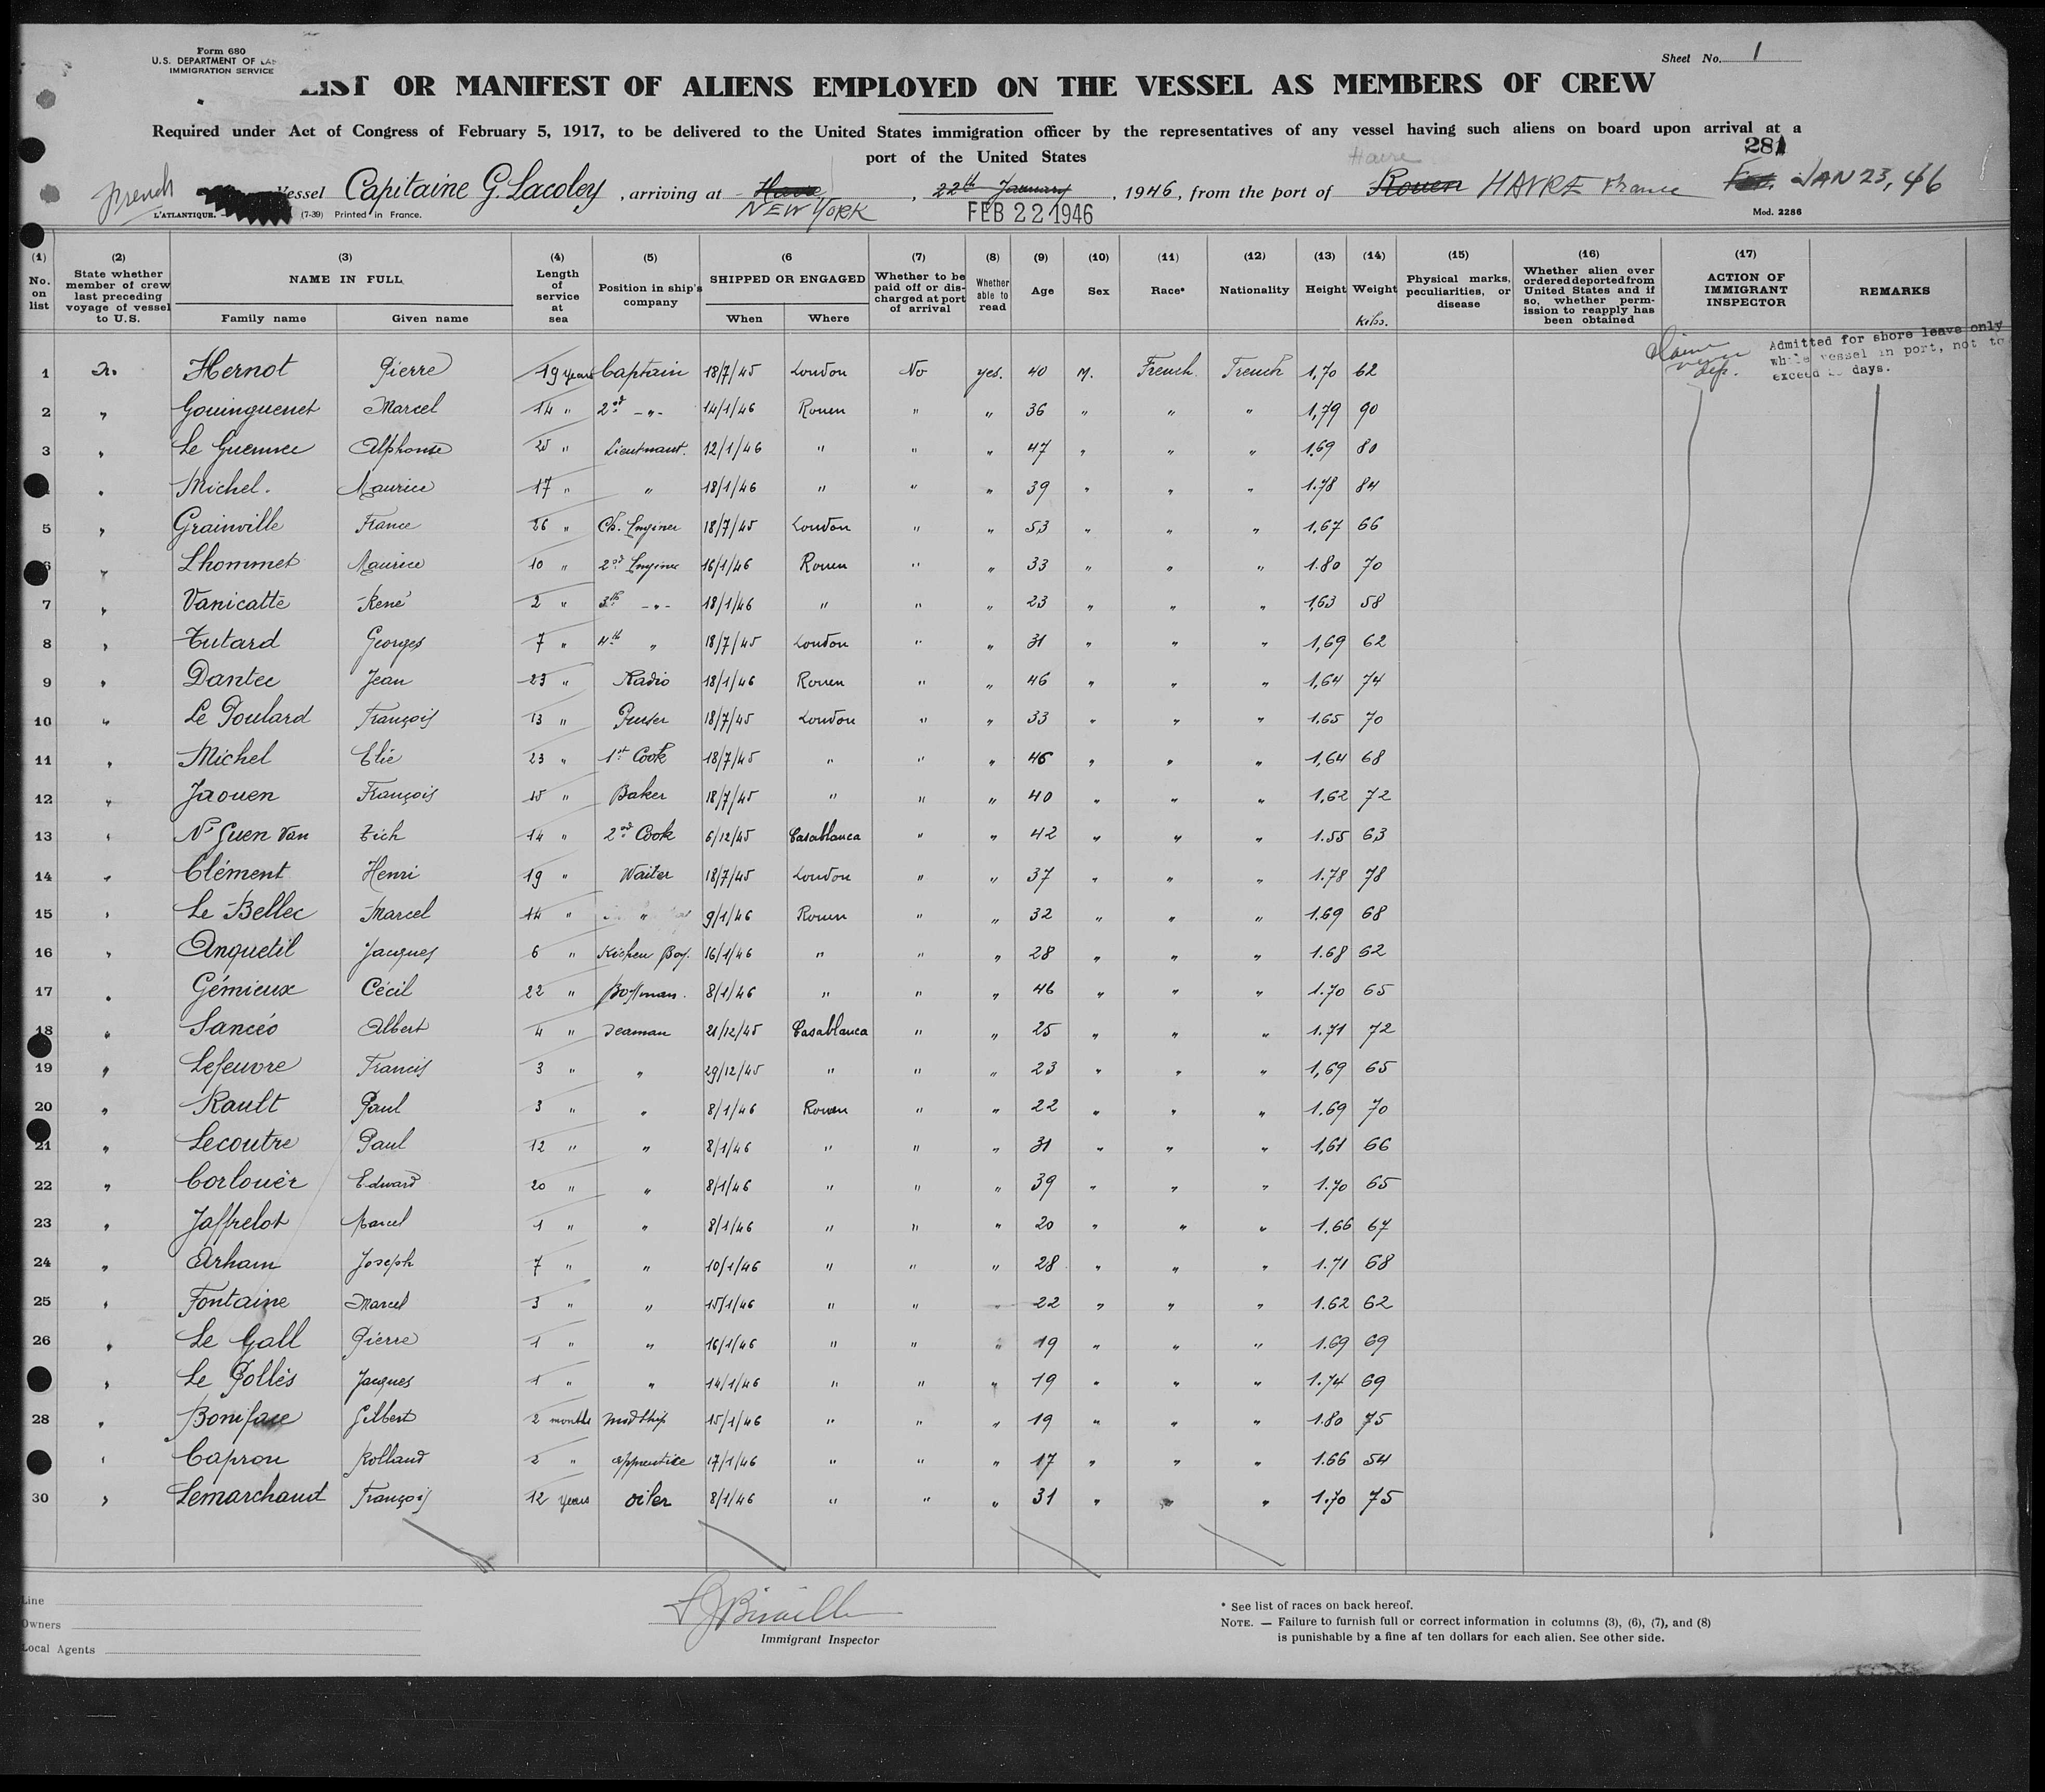 Form 680
U.S. DEPARTMENT OF
IMMIGRATION SERVICE
Sheet No. 1
LIST OR MANIFEST OF ALIENS EMPLOYED ON THE VESSEL AS MEMBERS OF CREW
Required under Act of Congress of February 5, 1917, to be delivered to the United States immigration officer by the representatives of any vessel having such aliens on board upon arrival at a
port of the United States
281
Havre
French Vessel Capitaine G. Lacoley, arriving at Havre, 22th January, 1946, from the port of Rouen HAVRE France JAN 23, 46
NEW YORK FEB 22 1946
L'ATLANTIQUE. (7-39) Printed in France. Mod. 2286
(1) (2) (3) (4) (5) (6 (7) (8) (9) (10) (11) (12) (13) (14) (15) (16) (17)
No. on list State whether member of crew last preceding voyage of vessel to U.S. NAME IN FULL Length of service at sea Position in ship's company SHIPPED OR ENGAGED Whether to be paid off or discharged at port of arrival Whether able to read Age Sex Race* Nationality Height Weight Physical marks, peculiarities, or disease Whether alien ever ordered deported from United States and if so, whether permission to reapply has been obtained ACTION OF IMMIGRANT INSPECTOR REMARKS
Family name Given name When Where kilos.
Admitted for shore leave only
while vessel in port, not to
exceed days.
1 Hernot Pierre 19 years Captain 18/7/45 London No yes. 40 M. French French 1,70 62
2 " Gouinguenet Marcel 14 " 2nd -"- 14/1/46 Rouen " " 36 " " " 1,79 90
3 " Le Guennec Alphonse 20 " Lieutnant. 12/1/46 " " " 47 " " " 1.69 80
" Michel. Maurice 17 " " 18/1/46 " " " 39 " " " 1.78 84
5 " Grainville France 26 " Ch. Enginer 18/7/45 London " " 53 " " " 1,67 66
6 " Lhommet Maurice 10 " 2nd Enginer 16/1/46 Rouen " " 33 " " " 1.80 70
7 " Vanicatte René 2 " 3th -"- 18/1/46 " " " 23 " " " 1,63 58
8 " Tutard Georges 7 " 4th " 18/7/45 London " " 31 " " " 1,69 62
9 " Dantec Jean 23 " Radio 18/1/46 Rouen " " 46 " " " 1,64 74
10 " Le Poulard François 13 " Purser 18/7/45 London " " 33 " " " 1.65 70
11 " Michel Elie 23 " 1st Cook 18/7/45 " " " 46 " " " 1,64 68
12 " Jaouen François 15 " Baker 18/7/45 " " " 40 " " " 1,62 72
13 " N'Guen Van Tich 14 " 2nd Cook 6/12/45 Casablanca " " 42 " " " 1.55 63
14 " Clément Henri 19 " Waiter 18/7/45 London " " 37 " " " 1.78 78
15 " Le Bellec Marcel 14 " " 9/1/46 Rouen " " 32 " " " 1.69 68
16 " Anquetil Jacques 6 " Kichen Boy. 16/1/46 " " " 28 " " " 1.68 62
17 " Gémieux Cécil 22 " Bossman. 8/1/46 " " " 46 " " " 1.70 65
18 " Sancéo Albert 4 " Seaman 21/12/45 Casablanca " " 25 " " " 1.71 72
19 " Lefeuvre Francis 3 " " 29/12/45 " " " 23 " " " 1,69 65
20 " Rault Paul 3 " " 8/1/46 Rouen " " 22 " " " 1.69 70
21 " Lecoutre Paul 12 " " 8/1/46 " " " 31 " " " 1,61 66
22 " Corlouër Edward 20 " " 8/1/46 " " " 39 " " " 1.70 65
23 " Jaffrelot Marcel 1 " " 8/1/46 " " " 20 " " " 1.66 67
24 " Arham Joseph 7 " " 10/1/46 " " " 28 " " " 1.71 68
25 " Fontaine Marcel 3 " " 15/1/46 " " " 22 " " " 1.62 62
26 " Le Gall Pierre 1 " " 16/1/46 " " " 19 " " " 1.69 69
" Le Pollès Jacques 1 " " 14/1/46 " " " 19 " " " 1.74 69
28 " Boniface Gilbert 2 months midship 15/1/46 " " " 19 " " " 1.80 75
" Capron Rolland 2 " apprentice 17/1/46 " " " 17 " " " 1.66 54
30 " Lemarchand François 12 years oiler 8/1/46 " " " 31 " " " 1.70 75
Line
Owners
Local Agents
Immigrant Inspector
* See list of races on back hereof.
NOTE. — Failure to furnish full or correct information in columns (3), (6), (7), and (8)
is punishable by a fine af ten dollars for each alien. See other side.